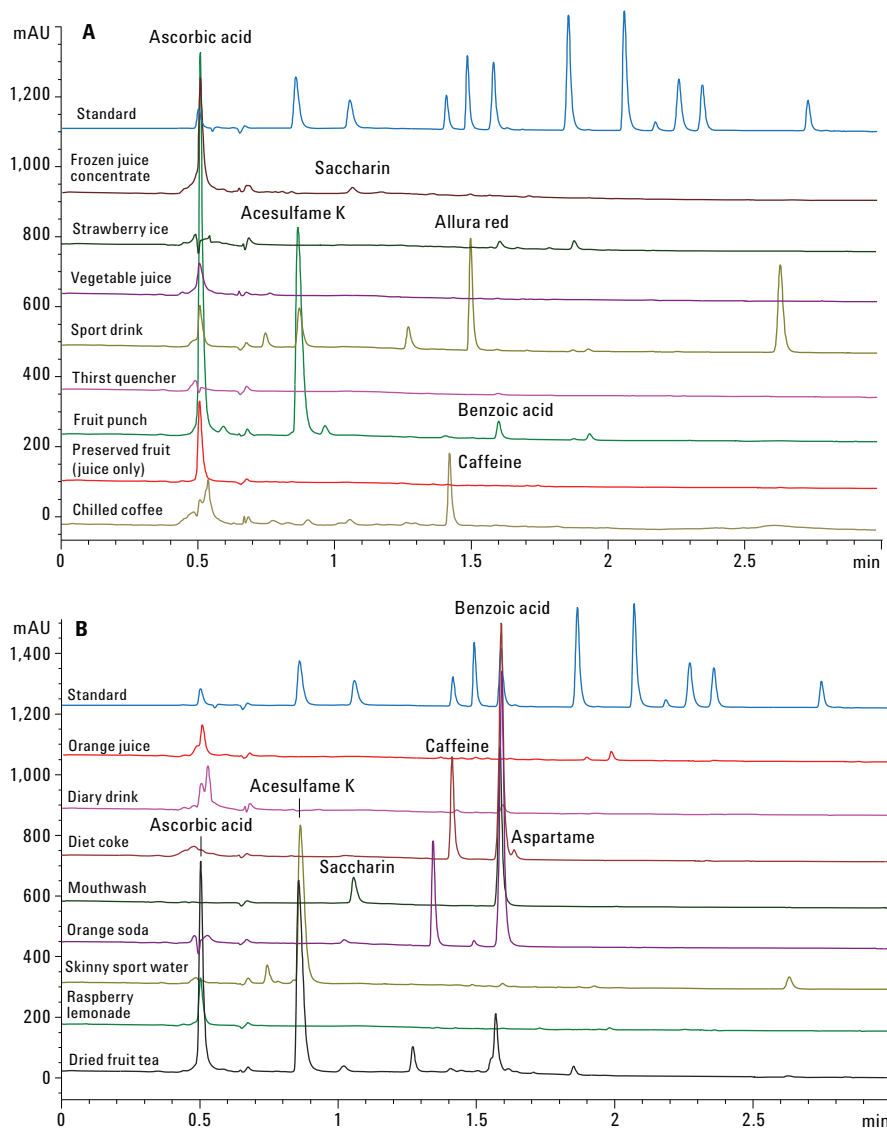 mAU
A
Ascorbic acid
1,200
Standard
Frozen juice
concentrate
1,000
Saccharin
Acesulfame K
Allura red
Strawberry ice
800
Vegetable juice
600
Sport drink
400
Thirst quencher
Fruit punch
Benzoic acid
200
Preserved fruit
(juice only)
Caffeine
0
Chilled coffee
0 0.5 1 1.5 2 2.5 min
mAU
B
Benzoic acid
1,400
Standard
1,200
Orange juice
Caffeine
1,000
Acesulfame K
Diary drink
Ascorbic acid
800
Diet coke
Aspartame
Saccharin
Mouthwash
600
Orange soda
400
Skinny sport water
Raspberry
lemonade
200
Dried fruit tea
0
0 0.5 1 1.5 2 2.5 min